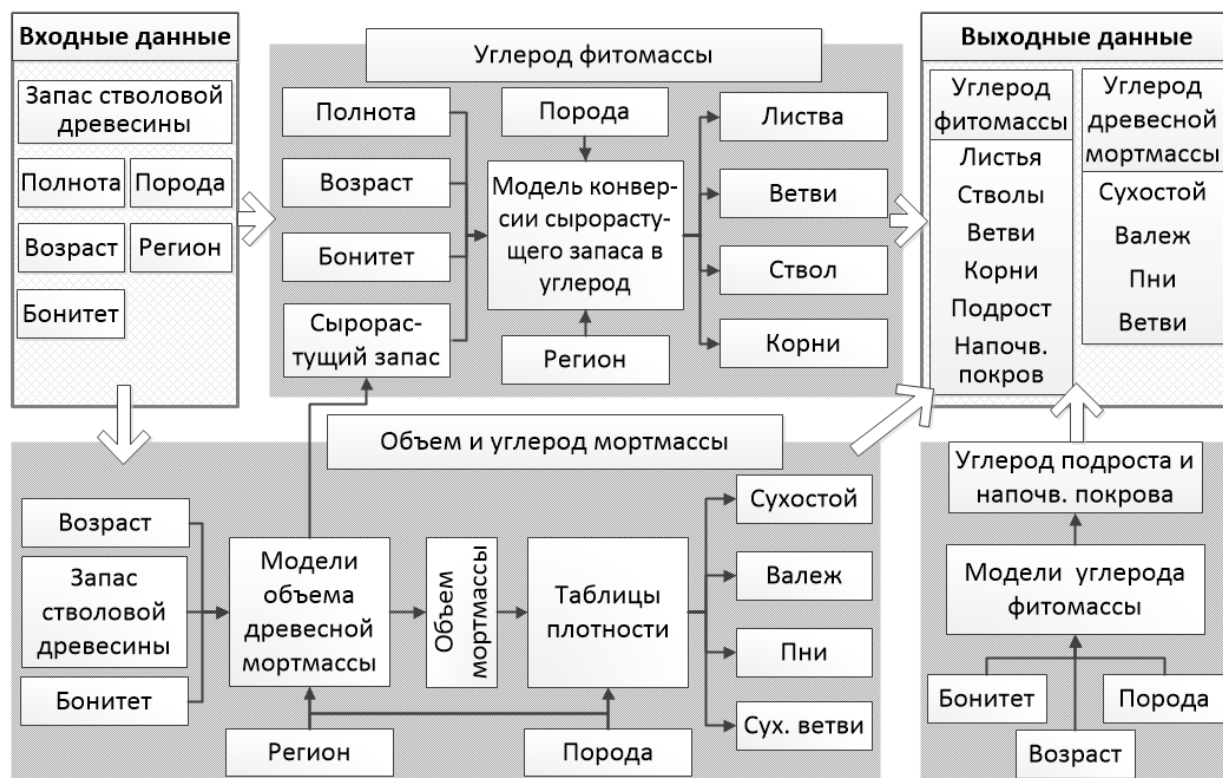 Входные данные
Запас стволовой
древесины
Полнота
Порода
Возраст
Регион
Бонитет
Углерод фитомассы
Полнота
Возраст
Бонитет
Сырорас-
тущий запас
Порода
Модель конвер-
сии сырорасту-
щего запаса в
углерод
Регион
Листва
Ветви
Ствол
Корни
Выходные данные
Углерод
фитомассы
Листья
Стволы
Ветви
Корни
Подрост
Напочв.
покров
Углерод
древесной
мортмассы
Сухостой
Валеж
Пни
Ветви
Объем и углерод мортмассы
Возраст
Запас
стволовой
древесины
Бонитет
Модели
объема
древесной
мортмассы
Объем
мортмассы
Таблицы
плотности
Регион
Порода
Сухостой
Валеж
Пни
Сух. ветви
Углерод подроста и
напочв. покрова
Модели углерода
фитомассы
Бонитет
Порода
Возраст